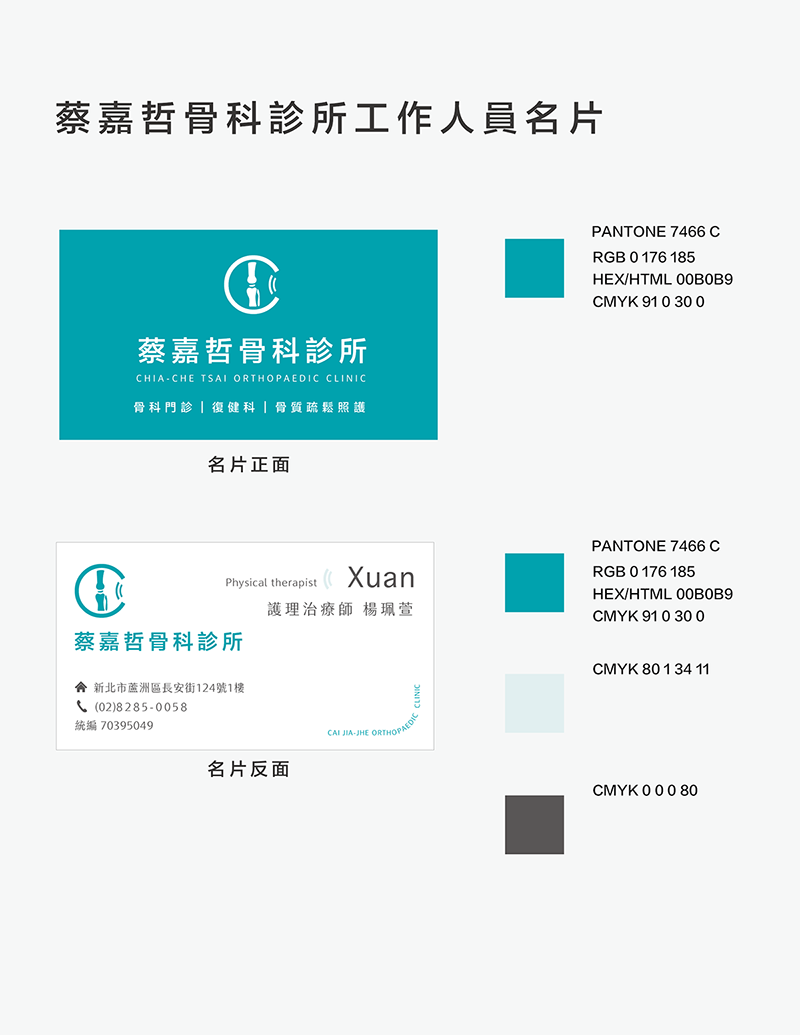 蔡嘉哲骨科診所工作人員名片
蔡嘉哲骨科診所
CHIA-CHE TSAI ORTHOPAEDIC CLINIC
骨科門診｜復健科｜骨質疏鬆照護
名片正面
PANTONE 7466 C
RGB 0 176 185
HEX/HTML 00B0B9
CMYK 91 0 30 0
蔡嘉哲骨科診所
Physical therapist Xuan
護理治療師 楊珮萱
新北市蘆洲區長安街124號1樓
(02)8285-0058
統編 70395049
CAI JIA-JHE ORTHOPAEDIC CLINIC
名片反面
PANTONE 7466 C
RGB 0 176 185
HEX/HTML 00B0B9
CMYK 91 0 30 0
CMYK 80 1 34 11
CMYK 0 0 0 80